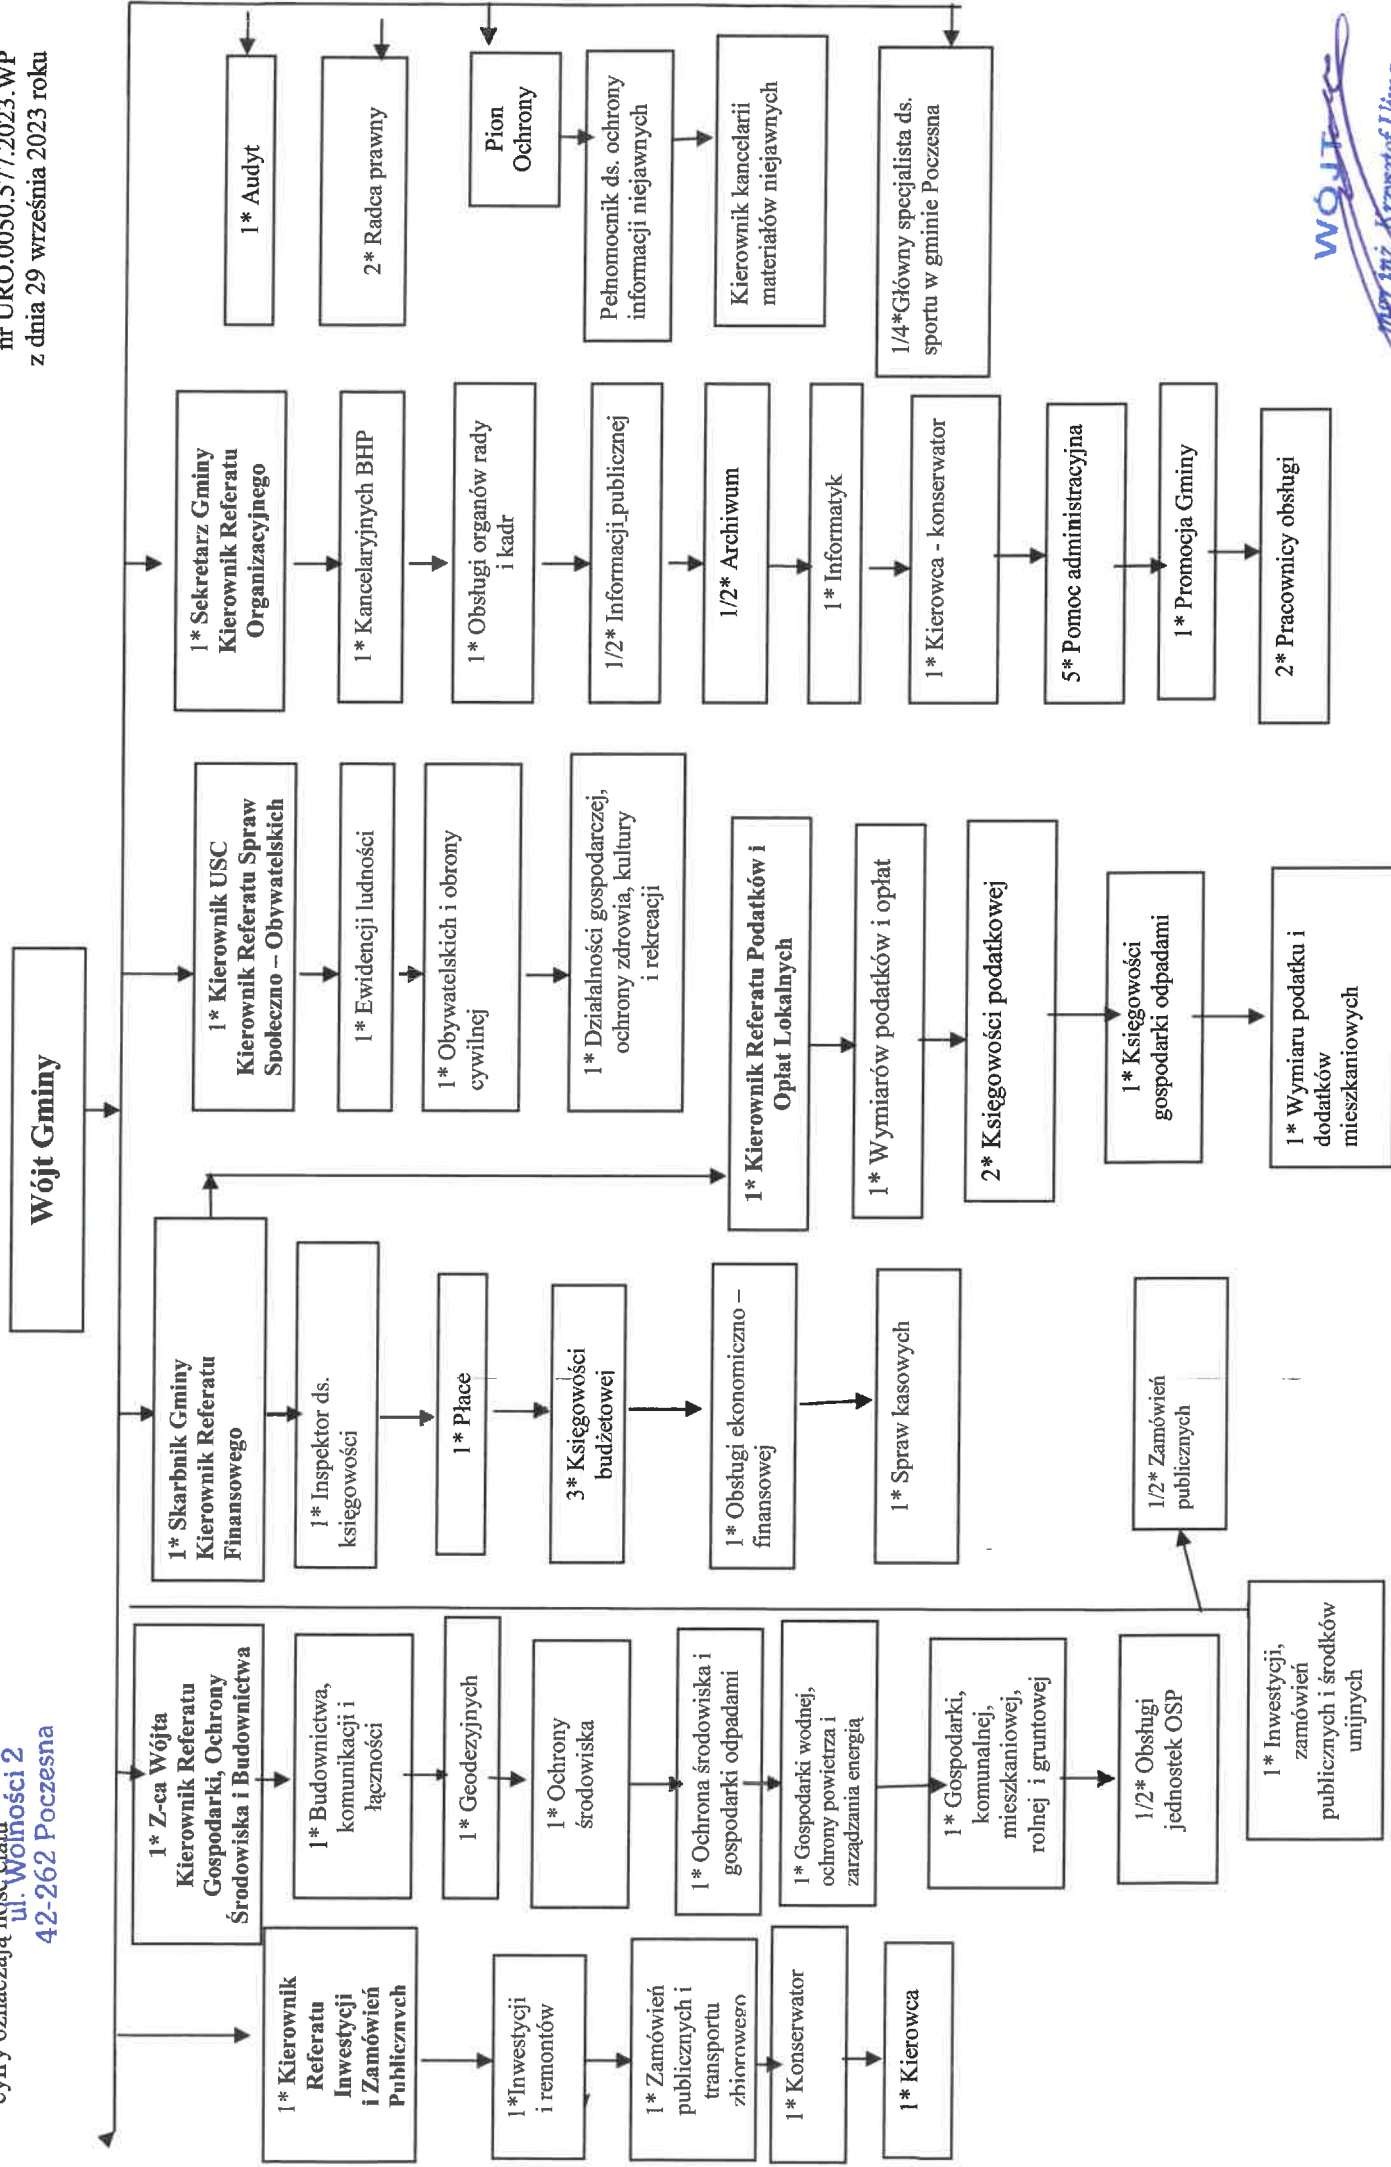 nr URO.0050.577.2023.WP
z dnia 29 września 2023 roku
ul. Wolności 2
42-262 Poczesna
Wójt Gminy
1* Kierownik
Referatu
Inwestycji
i Zamówień
Publicznych
1*Inwestycji
i remontów
1* Zamówień
publicznych i
transportu
zbiorowego
1* Konserwator
1* Kierowca
1* Z-ca Wójta
Kierownik Referatu
Gospodarki, Ochrony
Środowiska i Budownictwa
1* Budownictwa,
komunikacji i
łączności
1* Geodezyjnych
1* Ochrony
środowiska
1* Ochrona środowiska i
gospodarki odpadami
1* Gospodarki wodnej,
ochrony powietrza i
zarządzania energią
1* Gospodarki,
komunalnej,
mieszkaniowej,
rolnej i gruntowej
1/2* Obsługi
jednostek OSP
1* Inwestycji,
zamówień
publicznych i środków
unijnych
1/2* Zamówień
publicznych
1* Skarbnik Gminy
Kierownik Referatu
Finansowego
1* Inspektor ds.
księgowości
1* Płace
3* Księgowości
budżetowej
1* Obsługi ekonomiczno –
finansowej
1* Spraw kasowych
1* Kierownik Referatu Podatków i
Opłat Lokalnych
1* Wymiarów podatków i opłat
2* Księgowości podatkowej
1* Księgowości
gospodarki odpadami
1* Wymiaru podatku i
dodatków
mieszkaniowych
1* Kierownik USC
Kierownik Referatu Spraw
Społeczno – Obywatelskich
1* Ewidencji ludności
1* Obywatelskich i obrony
cywilnej
1* Działalności gospodarczej,
ochrony zdrowia, kultury
i rekreacji
1* Sekretarz Gminy
Kierownik Referatu
Organizacyjnego
1* Kancelaryjnych BHP
1* Obsługi organów rady
i kadr
1/2* Informacji publicznej
1/2* Archiwum
1* Informatyk
1* Kierowca - konserwator
5* Pomoc administracyjna
1* Promocja Gminy
2* Pracownicy obsługi
1* Audyt
2* Radca prawny
Pion
Ochrony
Pełnomocnik ds. ochrony
informacji niejawnych
Kierownik kancelarii
materiałów niejawnych
1/4*Główny specjalista ds.
sportu w gminie Poczesna
WÓJT
mgr inż. Krzysztof